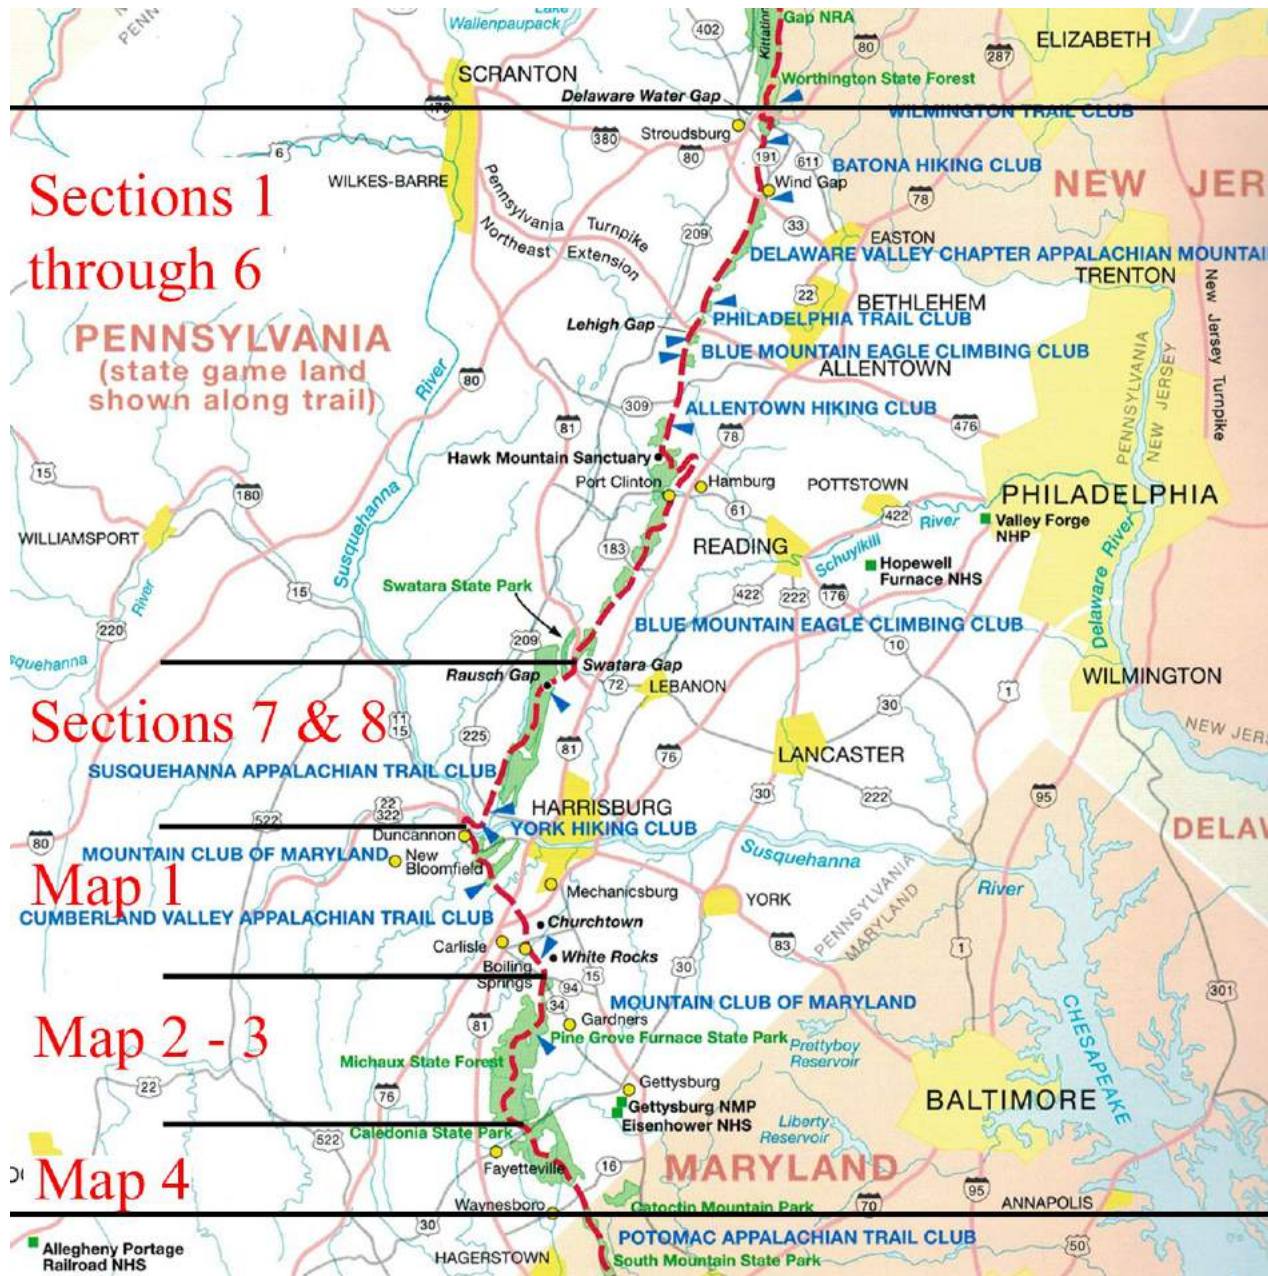 Lake
Wallenpaupack
PENN
402
Kittatinn
Gap NRA
80
287
ELIZABETH
SCRANTON
Delaware Water Gap
Worthington State Forest
WILMINGTON TRAIL CLUB
Stroudsburg
380
80
191
611
BATONA HIKING CLUB
6
WILKES-BARRE
Wind Gap
NEW JER
78
Sections 1
through 6
Pennsylvania Turnpike
Northeast Extension
209
33
EASTON
DELAWARE VALLEY CHAPTER APPALACHIAN MOUNTAI
TRENTON
22
BETHLEHEM
PENNSYLVANIA
(state game land
shown along trail)
Lehigh Gap
PHILADELPHIA TRAIL CLUB
BLUE MOUNTAIN EAGLE CLIMBING CLUB
ALLENTOWN
New Jersey Turnpike
PENNSYLVANIA
NEW JERSEY
River
80
309
ALLENTOWN HIKING CLUB
81
78
476
Hawk Mountain Sanctuary
15
180
Port Clinton
Hamburg
POTTSTOWN
PHILADELPHIA
61
422
River
Valley Forge
NHP
WILLIAMSPORT
Susquehanna
183
READING
Schuylkill
Hopewell
Furnace NHS
Delaware River
River
15
Swatara State Park
422
222
176
220
209
BLUE MOUNTAIN EAGLE CLIMBING CLUB
10
squehanna
Rausch Gap
Swatara Gap
72
LEBANON
WILMINGTON
1
30
Sections 7 & 8
11
15
225
81
76
LANCASTER
NEW JERS
SUSQUEHANNA APPALACHIAN TRAIL CLUB
30
222
95
22
322
522
HARRISBURG
Duncannon
YORK HIKING CLUB
DELAW
80
MOUNTAIN CLUB OF MARYLAND
New
Bloomfield
Susquehanna
River
Map 1
Mechanicsburg
YORK
PENNSYLVANIA
MARYLAND
CUMBERLAND VALLEY APPALACHIAN TRAIL CLUB
Churchtown
Carlisle
White Rocks
83
1
Boiling
Springs
15
30
94
301
34
MOUNTAIN CLUB OF MARYLAND
CHESAPEAKE
Map 2 - 3
81
Gardners
Pine Grove Furnace State Park
Prettyboy
Reservoir
Michaux State Forest
22
76
Gettysburg
BALTIMORE
Gettysburg NMP
Eisenhower NHS
Liberty
Reservoir
522
Caledonia State Park
Fayetteville
16
MARYLAND
Map 4
Waynesboro
Catoctin Mountain Park
70
95
ANNAPOLIS
30
POTOMAC APPALACHIAN TRAIL CLUB
50
Allegheny Portage
Railroad NHS
HAGERSTOWN
South Mountain State Park